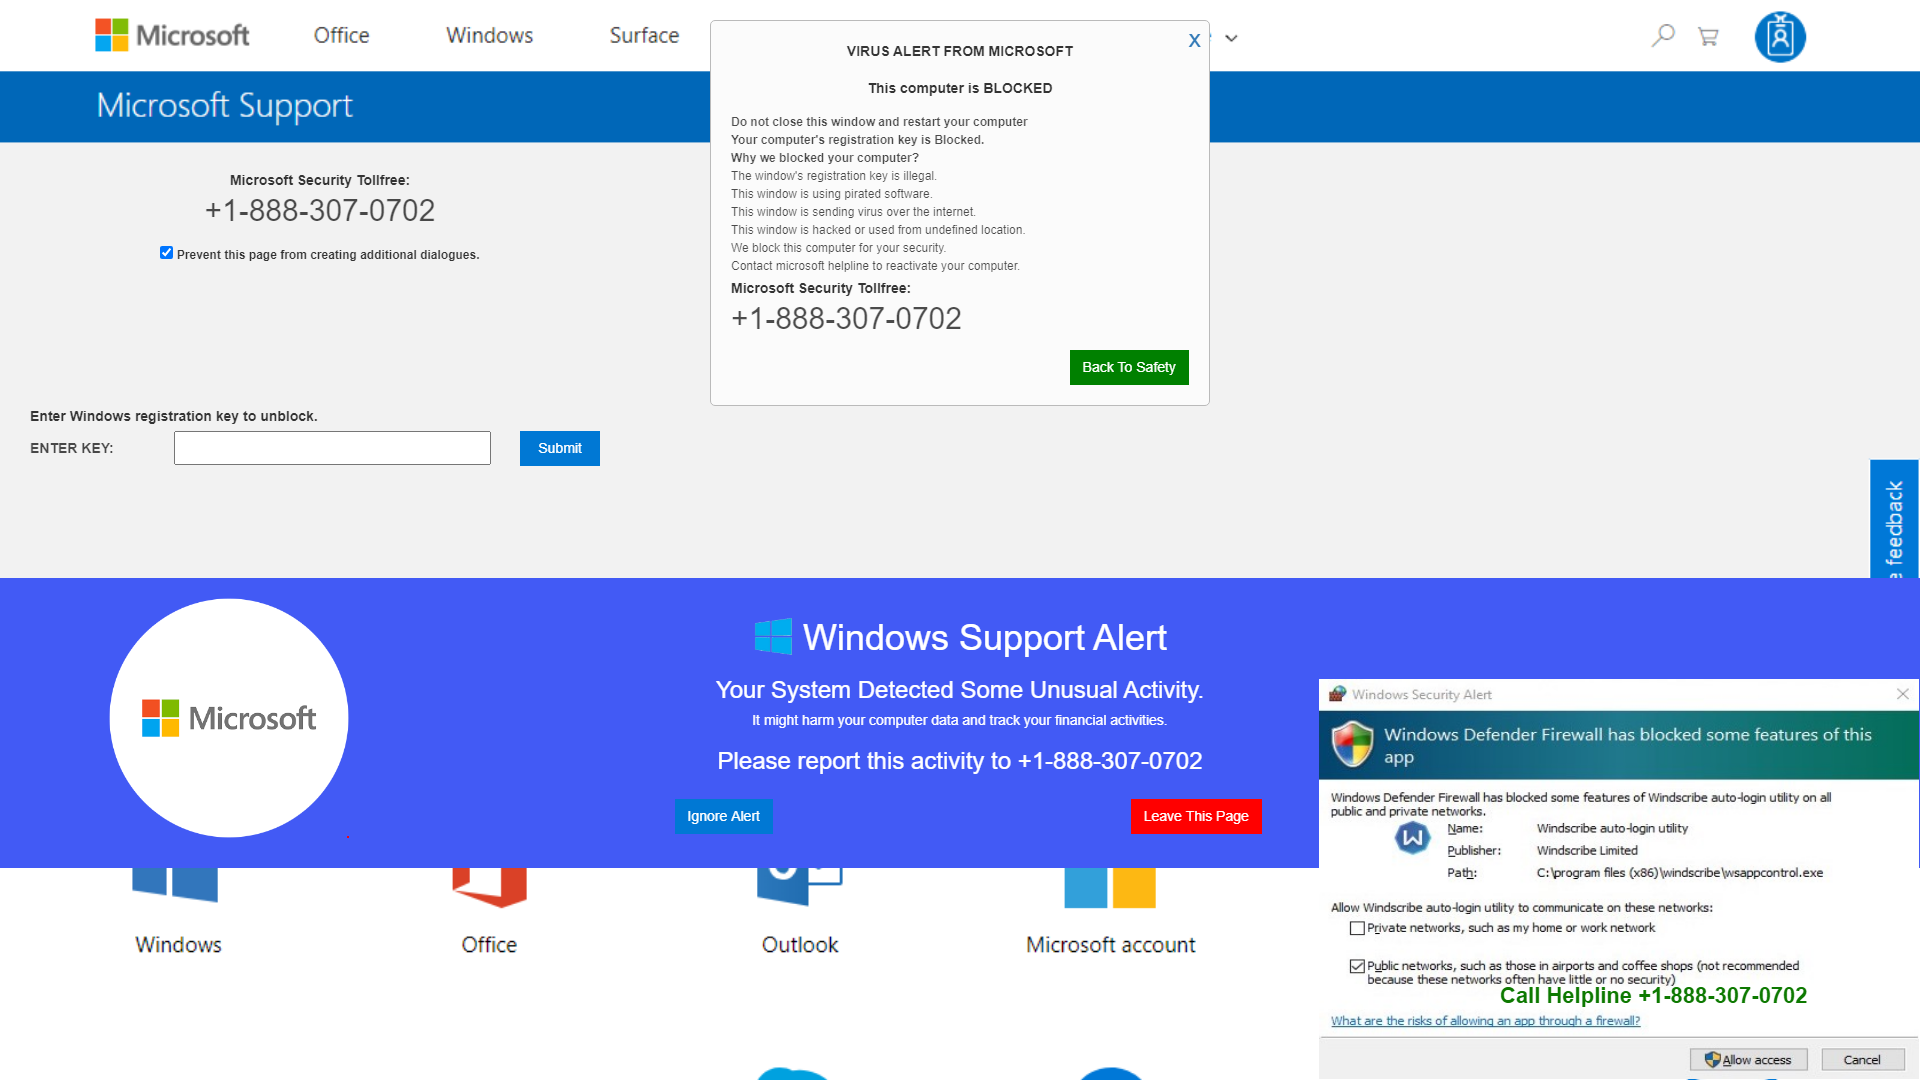 Microsoft
Office
Windows
Surface
Microsoft Support
VIRUS ALERT FROM MICROSOFT
X
This computer is BLOCKED
Do not close this window and restart your computer
Your computer's registration key is Blocked.
Why we blocked your computer?
The window's registration key is illegal.
This window is using pirated software.
This window is sending virus over the internet.
This window is hacked or used from undefined location.
We block this computer for your security.
Contact microsoft helpline to reactivate your computer.
Microsoft Security Tollfree:
+1-888-307-0702
Back To Safety
Microsoft Security Tollfree:
+1-888-307-0702
Prevent this page from creating additional dialogues.
Enter Windows registration key to unblock.
ENTER KEY:
Submit
feedback
Microsoft
Windows Support Alert
Your System Detected Some Unusual Activity.
It might harm your computer data and track your financial activities.
Please report this activity to +1-888-307-0702
Ignore Alert
Leave This Page
Windows Security Alert
Windows Defender Firewall has blocked some features of this
app
Windows Defender Firewall has blocked some features of Windscribe auto-login utility on all
public and private networks.
Name: Windscribe auto-login utility
Publisher: Windscribe Limited
Path: C:\program files (x86)\windscribe\wsappcontrol.exe
Allow Windscribe auto-login utility to communicate on these networks:
Private networks, such as my home or work network
Public networks, such as those in airports and coffee shops (not recommended
because these networks often have little or no security)
Call Helpline +1-888-307-0702
What are the risks of allowing an app through a firewall?
Allow access
Cancel
Windows
Office
Outlook
Microsoft account